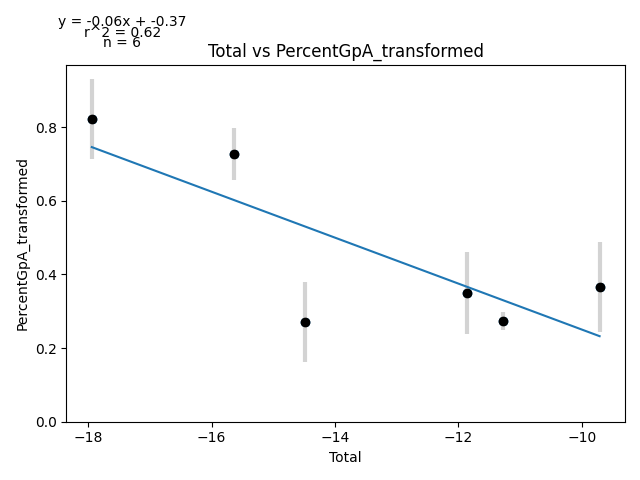 y = -0.06x + -0.37
r^2 = 0.62
n = 6
Total vs PercentGpA_transformed
PercentGpA_transformed
0.8
0.6
0.4
0.2
0.0
−18
−16
−14
−12
−10
Total